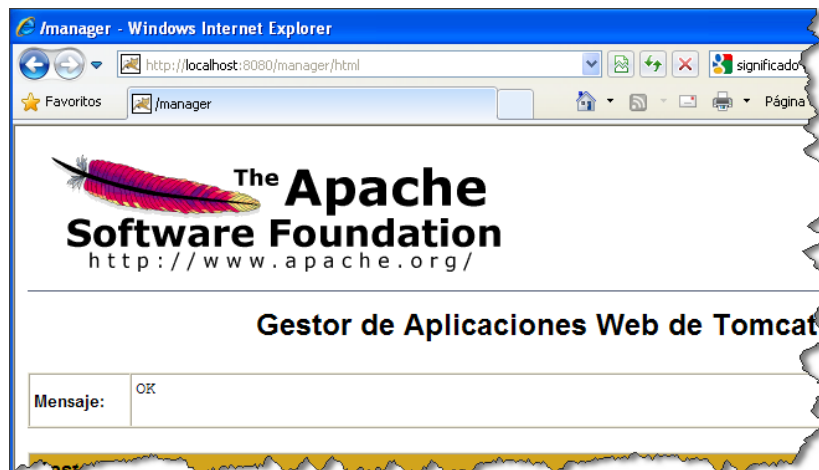 /manager - Windows Internet Explorer
http://localhost:8080/manager/html
significado
Favoritos
/manager
Página
The Apache
Software Foundation
http://www.apache.org/
Gestor de Aplicaciones Web de Tomcat
Mensaje:
OK